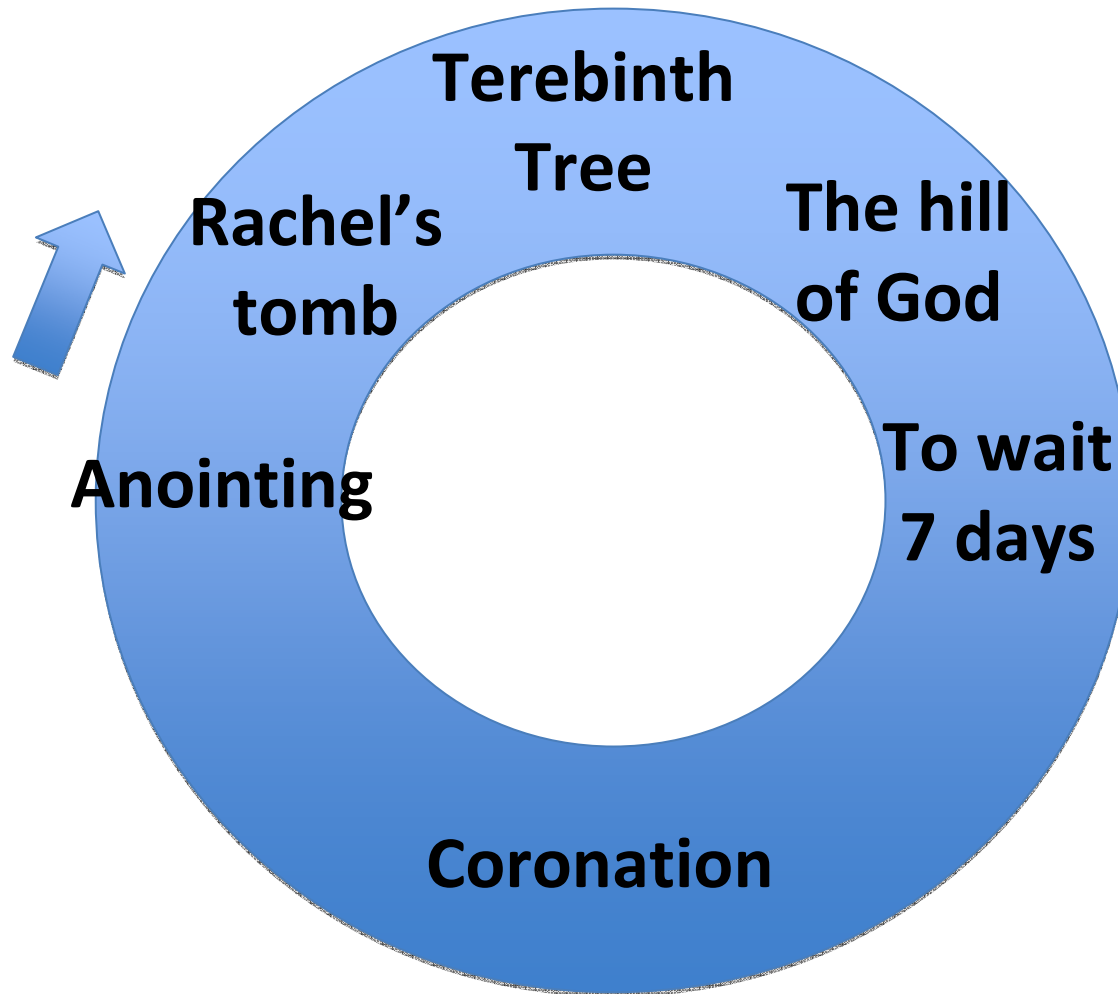 Terebinth
Tree
The hill
of God
Rachel’s
tomb
To wait
7 days
Anointing
Coronation